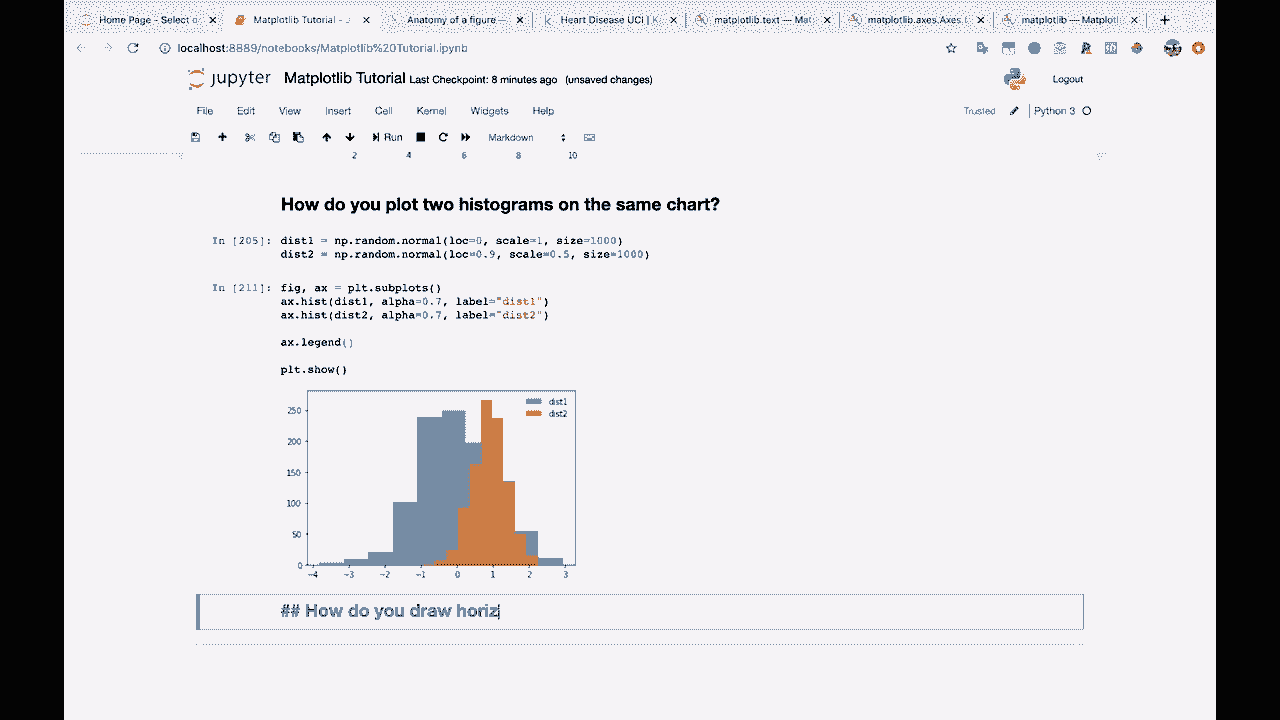 Home Page - Select o
Matplotlib Tutorial - J
Anatomy of a figure —
Heart Disease UCI | K
matplotlib.text — Mat
matplotlib.axes.Axes.t
matplotlib — Matplotl
localhost:8889/notebooks/Matplotlib%20Tutorial.ipynb
jupyter Matplotlib Tutorial Last Checkpoint: 8 minutes ago (unsaved changes)
Logout
File Edit View Insert Cell Kernel Widgets Help
Trusted Python 3
Run Markdown
2 4 6 8 10
How do you plot two histograms on the same chart?
In [205]: dist1 = np.random.normal(loc=0, scale=1, size=1000)
dist2 = np.random.normal(loc=0.9, scale=0.5, size=1000)
In [211]: fig, ax = plt.subplots()
ax.hist(dist1, alpha=0.7, label="dist1")
ax.hist(dist2, alpha=0.7, label="dist2")
ax.legend()
plt.show()
dist1
dist2
250
200
150
100
50
0
−4 −3 −2 −1 0 1 2 3
## How do you draw horiz